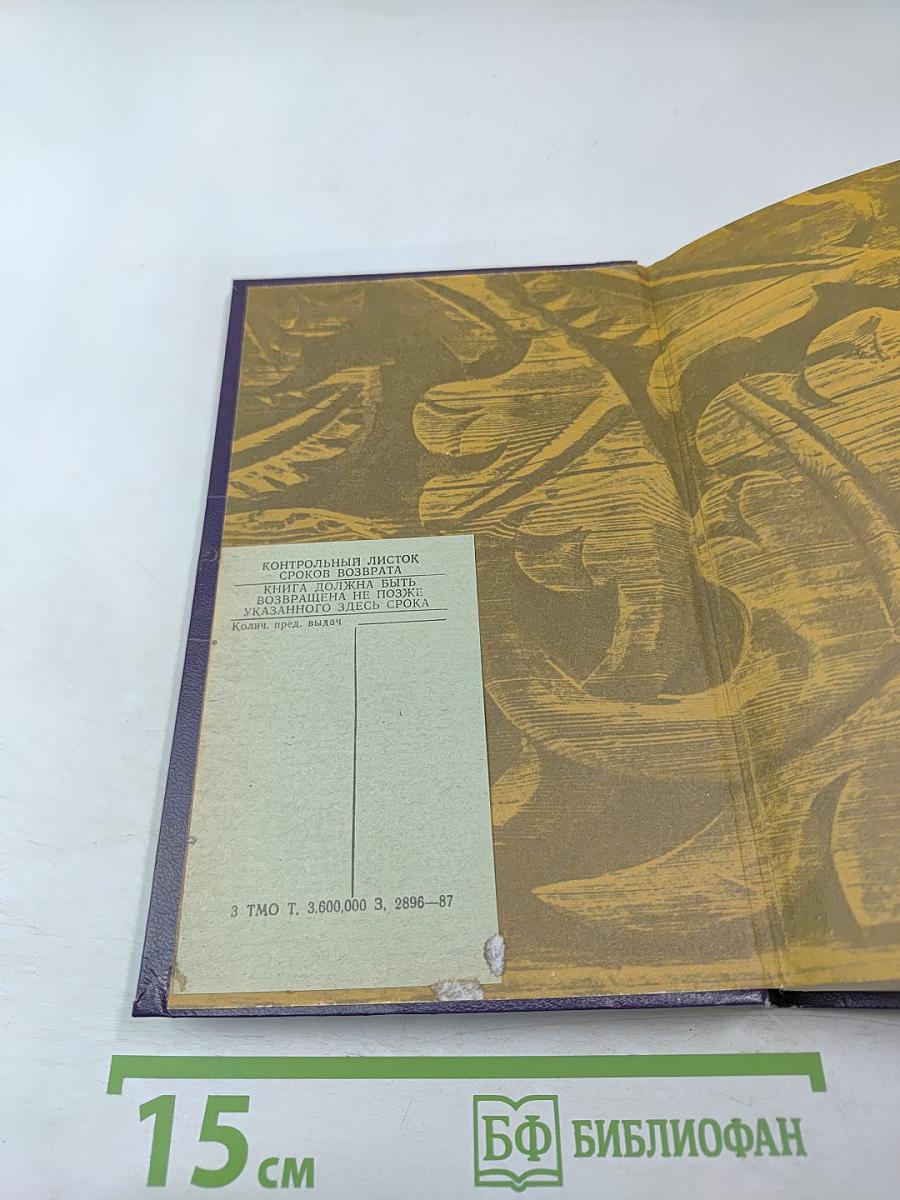 КОНТРОЛЬНЫЙ ЛИСТОК
СРОКОВ ВОЗВРАТА
КНИГА ДОЛЖНА БЫТЬ
ВОЗВРАЩЕНА НЕ ПОЗЖЕ
УКАЗАННОГО ЗДЕСЬ СРОКА
Колич. пред. выдач
3 ТМО Т. 3.600,000 З. 2896—87
15 см
БФ БИБЛИОФАН